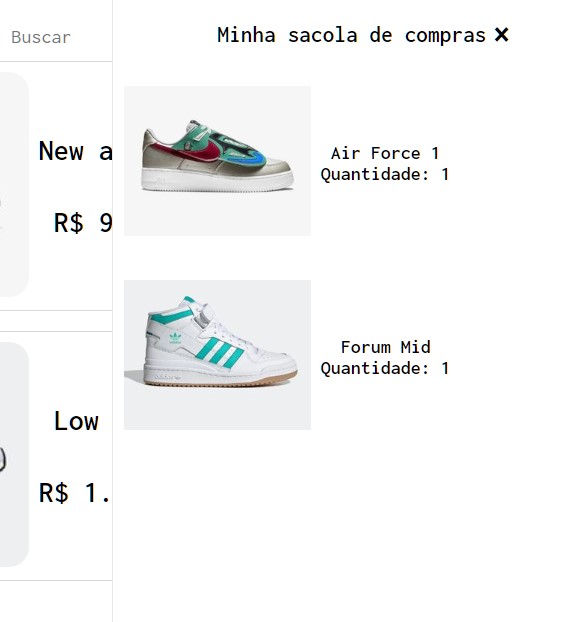 Buscar
New a
R$ 9
Low
R$ 1.
Minha sacola de compras ×
Air Force 1
Quantidade: 1
Forum Mid
Quantidade: 1